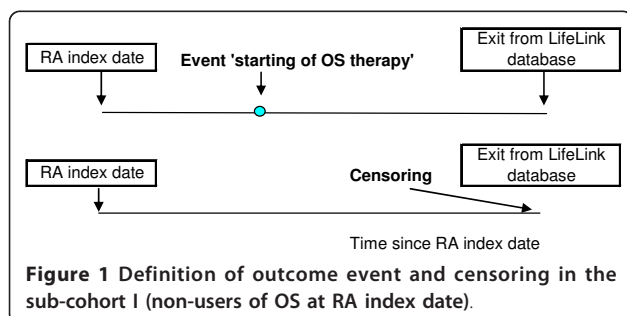 RA index date
Event 'starting of OS therapy'
Exit from LifeLink
database
RA index date
Censoring
Exit from LifeLink
database
Time since RA index date
Figure 1 Definition of outcome event and censoring in the
sub-cohort I (non-users of OS at RA index date).